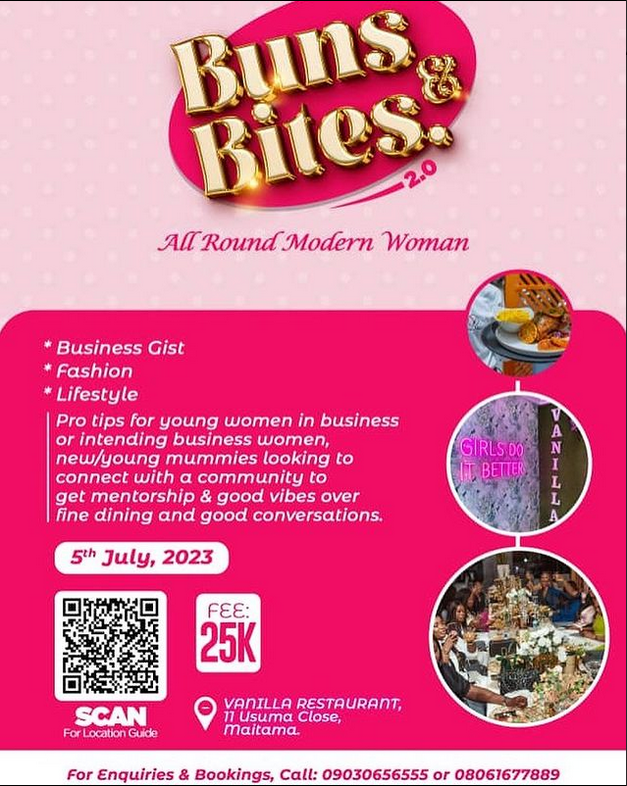 Buns &
Bites.
2.0
All Round Modern Woman
* Business Gist
* Fashion
* Lifestyle
Pro tips for young women in business
or intending business women,
new/young mummies looking to
connect with a community to
get mentorship & good vibes over
fine dining and good conversations.
GIRLS DO
IT BETTER
VANILLA
5th July, 2023
FEE:
25K
SCAN
For Location Guide
VANILLA RESTAURANT,
11 Usuma Close,
Maitama.
For Enquiries & Bookings, Call: 09030656555 or 08061677889